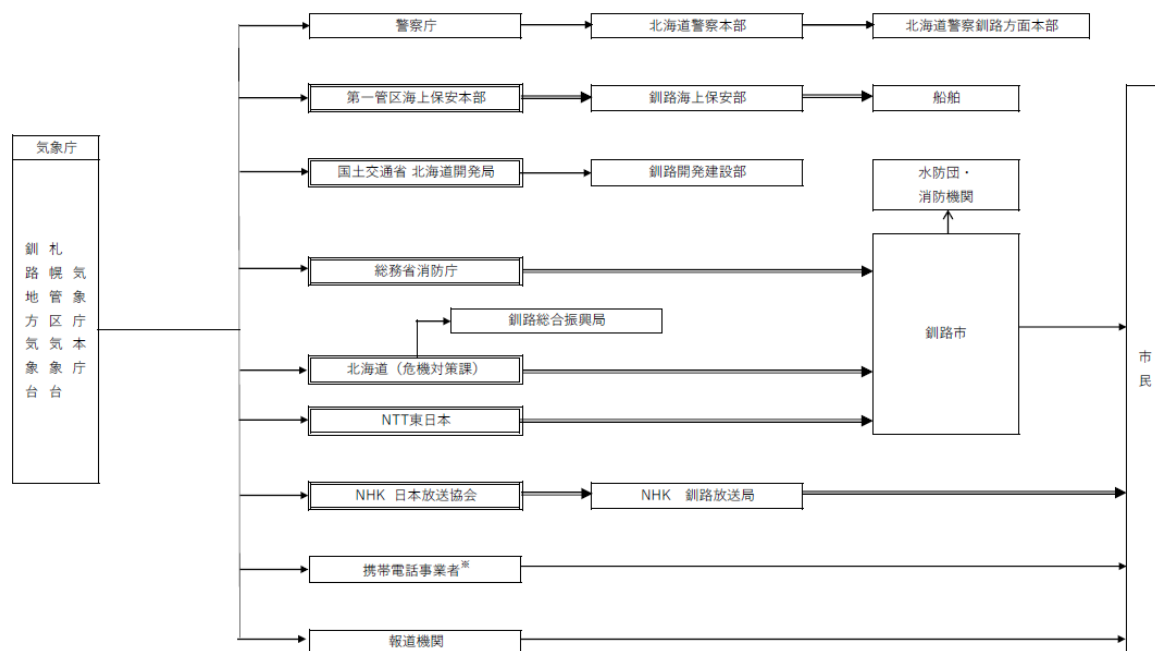 警察庁
北海道警察本部
北海道警察釧路方面本部
第一管区海上保安本部
釧路海上保安部
船舶
気象庁
国土交通省 北海道開発局
釧路開発建設部
水防団・
消防機関
気象庁本庁
札幌管区気象台
釧路地方気象台
総務省消防庁
釧路総合振興局
釧路市
北海道（危機対策課）
市民
NTT東日本
NHK 日本放送協会
NHK　釧路放送局
携帯電話事業者※
報道機関